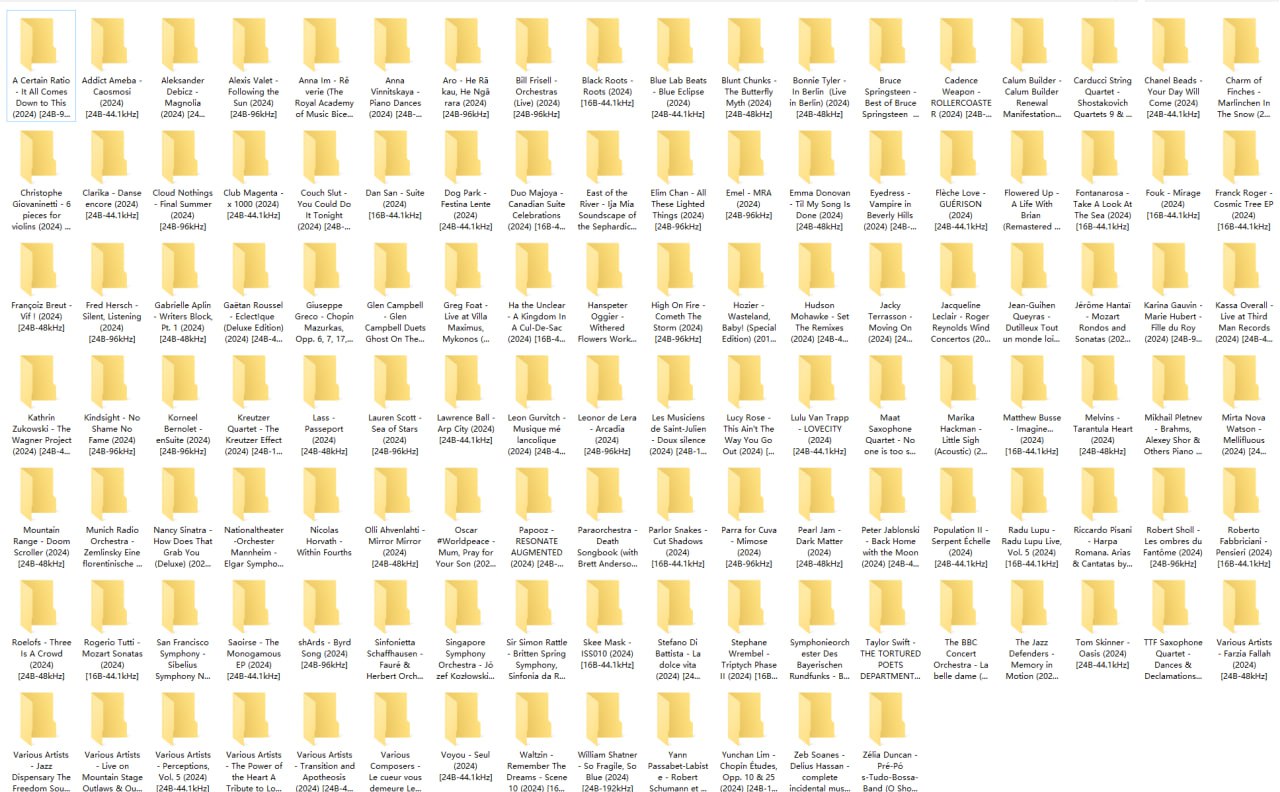 A Certain Ratio
- It All Comes
Down to This
(2024) [24B-9...
Addict Ameba -
Caosmosi
(2024)
[24B-44.1kHz]
Aleksander
Debicz -
Magnolia
(2024) [24...
Alexis Valet -
Following the
Sun (2024)
[24B-96kHz]
Anna Im - Rê
verie (The
Royal Academy
of Music Bice...
Anna
Vinnitskaya -
Piano Dances
(2024) [24B-...
Aro - He Rā
kau, He Ngā
rara (2024)
[24B-96kHz]
Bill Frisell -
Orchestras
(Live) (2024)
[24B-96kHz]
Black Roots -
Roots (2024)
[16B-44.1kHz]
Blue Lab Beats
- Blue Eclipse
(2024)
[24B-44.1kHz]
Blunt Chunks -
The Butterfly
Myth (2024)
[24B-48kHz]
Bonnie Tyler -
In Berlin (Live
in Berlin) (2024)
[24B-48kHz]
Bruce
Springsteen -
Best of Bruce
Springsteen ...
Cadence
Weapon -
ROLLERCOASTE
R (2024) [24B-...
Calum Builder -
Calum Builder
Renewal
Manifestation...
Carducci String
Quartet -
Shostakovich
Quartets 9 & ...
Chanel Beads -
Your Day Will
Come (2024)
[24B-44.1kHz]
Charm of
Finches -
Marlinchen In
The Snow (2...
Christophe
Giovaninetti - 6
pieces for
violins (2024) ...
Clarika - Danse
encore (2024)
[24B-44.1kHz]
Cloud Nothings
- Final Summer
(2024)
[24B-96kHz]
Club Magenta -
x 1000 (2024)
[24B-44.1kHz]
Couch Slut -
You Could Do
It Tonight
(2024) [24B-...
Dan San - Suite
(2024)
[16B-44.1kHz]
Dog Park -
Festina Lente
(2024)
[24B-44.1kHz]
Duo Majoya -
Canadian Suite
Celebrations
(2024) [16B-4...
East of the
River - Ija Mia
Soundscape of
the Sephardic...
Elim Chan - All
These Lighted
Things (2024)
[24B-96kHz]
Emel - MRA
(2024)
[24B-96kHz]
Emma Donovan
- Til My Song Is
Done (2024)
[24B-48kHz]
Eyedress -
Vampire in
Beverly Hills
(2024) [24B-...
Flèche Love -
GUÉRISON
(2024)
[24B-44.1kHz]
Flowered Up -
A Life With
Brian
(Remastered ...
Fontanarosa -
Take A Look At
The Sea (2024)
[16B-44.1kHz]
Fouk - Mirage
(2024)
[16B-44.1kHz]
Franck Roger -
Cosmic Tree EP
(2024)
[16B-44.1kHz]
Françoiz Breut -
Vif ! (2024)
[24B-48kHz]
Fred Hersch -
Silent, Listening
(2024)
[24B-96kHz]
Gabrielle Aplin
- Writers Block,
Pt. 1 (2024)
[24B-48kHz]
Gaëtan Roussel
- Eclect!que
(Deluxe Edition)
(2024) [24B-4...
Giuseppe
Greco - Chopin
Mazurkas,
Opp. 6, 7, 17,...
Glen Campbell
- Glen
Campbell Duets
Ghost On The...
Greg Foat -
Live at Villa
Maximus,
Mykonos (...
Ha the Unclear
- A Kingdom In
A Cul-De-Sac
(2024) [16B-4...
Hanspeter
Oggier -
Withered
Flowers Work...
High On Fire -
Cometh The
Storm (2024)
[24B-96kHz]
Hozier -
Wasteland,
Baby! (Special
Edition) (201...
Hudson
Mohawke - Set
The Remixes
(2024) [24B-4...
Jacky
Terrasson -
Moving On
(2024) [24...
Jacqueline
Leclair - Roger
Reynolds Wind
Concertos (20...
Jean-Guihen
Queyras -
Dutilleux Tout
un monde loi...
Jérôme Hantaï
- Mozart
Rondos and
Sonatas (202...
Karina Gauvin -
Marie Hubert -
Fille du Roy
(2024) [24B-9...
Kassa Overall -
Live at Third
Man Records
(2024) [24B-4...
Kathrin
Zukowski - The
Wagner Project
(2024) [24B-4...
Kindsight - No
Shame No
Fame (2024)
[24B-96kHz]
Korneel
Bernolet -
enSuite (2024)
[24B-96kHz]
Kreutzer
Quartet - The
Kreutzer Effect
(2024) [24B-1...
Lass -
Passeport
(2024)
[24B-48kHz]
Lauren Scott -
Sea of Stars
(2024)
[24B-96kHz]
Lawrence Ball -
Arp City (2024)
[24B-44.1kHz]
Leon Gurvitch -
Musique mé
lancolique
(2024) [24B-...
Leonor de Lera
- Arcadia
(2024)
[24B-96kHz]
Les Musiciens
de Saint-Julien
- Doux silence
(2024) [24B-1...
Lucy Rose -
This Ain't The
Way You Go
Out (2024) [...
Lulu Van Trapp
- LOVECITY
(2024)
[24B-44.1kHz]
Maat
Saxophone
Quartet - No
one is too s...
Marika
Hackman -
Little Sigh
(Acoustic) (2...
Matthew Busse
- Imagine...
(2024)
[16B-44.1kHz]
Melvins -
Tarantula Heart
(2024)
[24B-48kHz]
Mikhail Pletnev
- Brahms,
Alexey Shor &
Others Piano ...
Mirta Nova
Watson -
Mellifluous
(2024) [24...
Mountain
Range - Doom
Scroller (2024)
[24B-48kHz]
Munich Radio
Orchestra -
Zemlinsky Eine
florentinische ...
Nancy Sinatra -
How Does That
Grab You
(Deluxe) (202...
Nationaltheater
-Orchester
Mannheim -
Elgar Sympho...
Nicolas
Horvath -
Within Fourths
Olli Ahvenlahti -
Mirror Mirror
(2024)
[24B-48kHz]
Oscar
#Worldpeace -
Mum, Pray for
Your Son (202...
Papooz -
RESONATE
AUGMENTED
(2024) [24B-...
Paraorchestra -
Death
Songbook (with
Brett Anderso...
Parlor Snakes -
Cut Shadows
(2024)
[16B-44.1kHz]
Parra for Cuva
- Mimose
(2024)
[24B-44.1kHz]
Pearl Jam -
Dark Matter
(2024)
[24B-48kHz]
Peter Jablonski
- Back Home
with the Moon
(2024) [24B-4...
Population II -
Serpent Échelle
(2024)
[24B-44.1kHz]
Radu Lupu -
Radu Lupu Live,
Vol. 5 (2024)
[16B-44.1kHz]
Riccardo Pisani
- Harpa
Romana. Arias
& Cantatas by...
Robert Sholl -
Les ombres du
Fantôme (2024)
[24B-96kHz]
Roberto
Fabbriciani -
Pensieri (2024)
[24B-44.1kHz]
Roelofs - Three
Is A Crowd
(2024)
[24B-48kHz]
Rogerio Tutti -
Mozart Sonatas
(2024)
[16B-44.1kHz]
San Francisco
Symphony -
Sibelius
Symphony N...
Saoirse - The
Monogamous
EP (2024)
[24B-44.1kHz]
shArds - Byrd
Song (2024)
[24B-96kHz]
Sinfonietta
Schaffhausen -
Fauré &
Herbert Orch...
Singapore
Symphony
Orchestra - Jó
zef Kozłowski...
Sir Simon Rattle
- Britten Spring
Symphony,
Sinfonia da R...
Skee Mask -
ISS010 (2024)
[16B-44.1kHz]
Stefano Di
Battista - La
dolce vita
(2024) [24...
Stephane
Wrembel -
Triptych Phase
II (2024) [16B...
Symphonieorch
ester Des
Bayerischen
Rundfunks - B...
Taylor Swift -
THE TORTURED
POETS
DEPARTMENT...
The BBC
Concert
Orchestra - La
belle dame (...
The Jazz
Defenders -
Memory in
Motion (202...
Tom Skinner -
Oasis (2024)
[24B-44.1kHz]
TTF Saxophone
Quartet -
Dances &
Declamations...
Various Artists
- Farzia Fallah
(2024)
[24B-48kHz]
Various Artists
- Jazz
Dispensary The
Freedom Sou...
Various Artists
- Live on
Mountain Stage
Outlaws & Ou...
Various Artists
- Perceptions,
Vol. 5 (2024)
[24B-44.1kHz]
Various Artists
- The Power of
the Heart A
Tribute to Lo...
Various Artists
- Transition and
Apotheosis
(2024) [24B-4...
Various
Composers -
Le cueur vous
demeure Le...
Voyou - Seul
(2024)
[24B-44.1kHz]
Waltzin -
Remember The
Dreams - Scene
10 (2024) [16...
William Shatner
- So Fragile, So
Blue (2024)
[24B-192kHz]
Yann
Passabet-Labist
e - Robert
Schumann et ...
Yunchan Lim -
Chopin Études,
Opp. 10 & 25
(2024) [24B-1...
Zeb Soanes -
Delius Hassan -
complete
incidental mus...
Zélia Duncan -
Pré-Pó
s-Tudo-Bossa-
Band (O Sho...